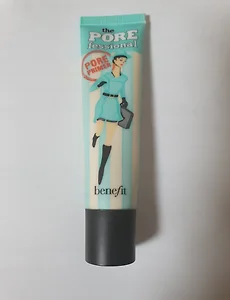 the
PORE
fessional
PORE
PRIMER
benefit